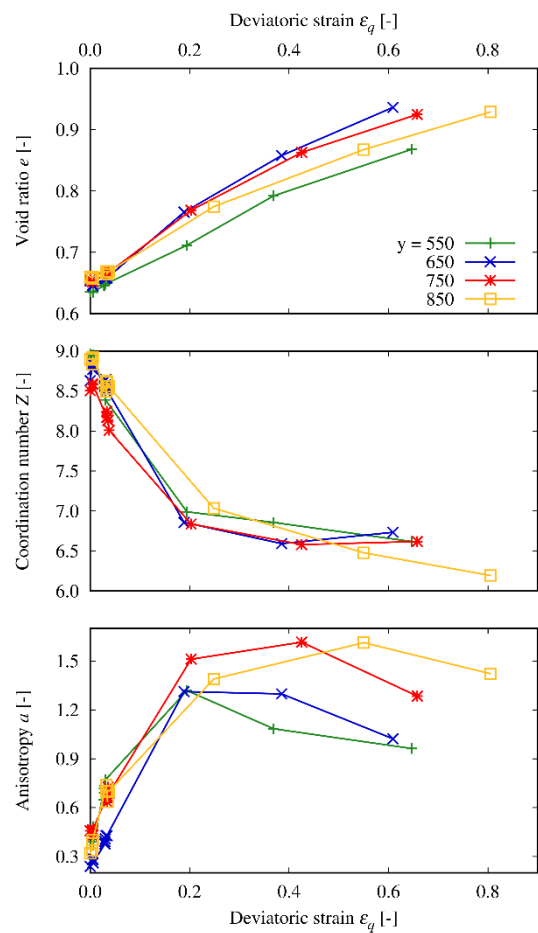 Deviatoric strain ε_q [-]
0.0 0.2 0.4 0.6 0.8
1.0
0.9
0.8
0.7
0.6
Void ratio e [-]
y = 550
650
750
850
9.0
8.5
8.0
7.5
7.0
6.5
6.0
Coordination number Z [-]
1.5
1.2
0.9
0.6
0.3
Anisotropy a [-]
0.0 0.2 0.4 0.6 0.8
Deviatoric strain ε_q [-]